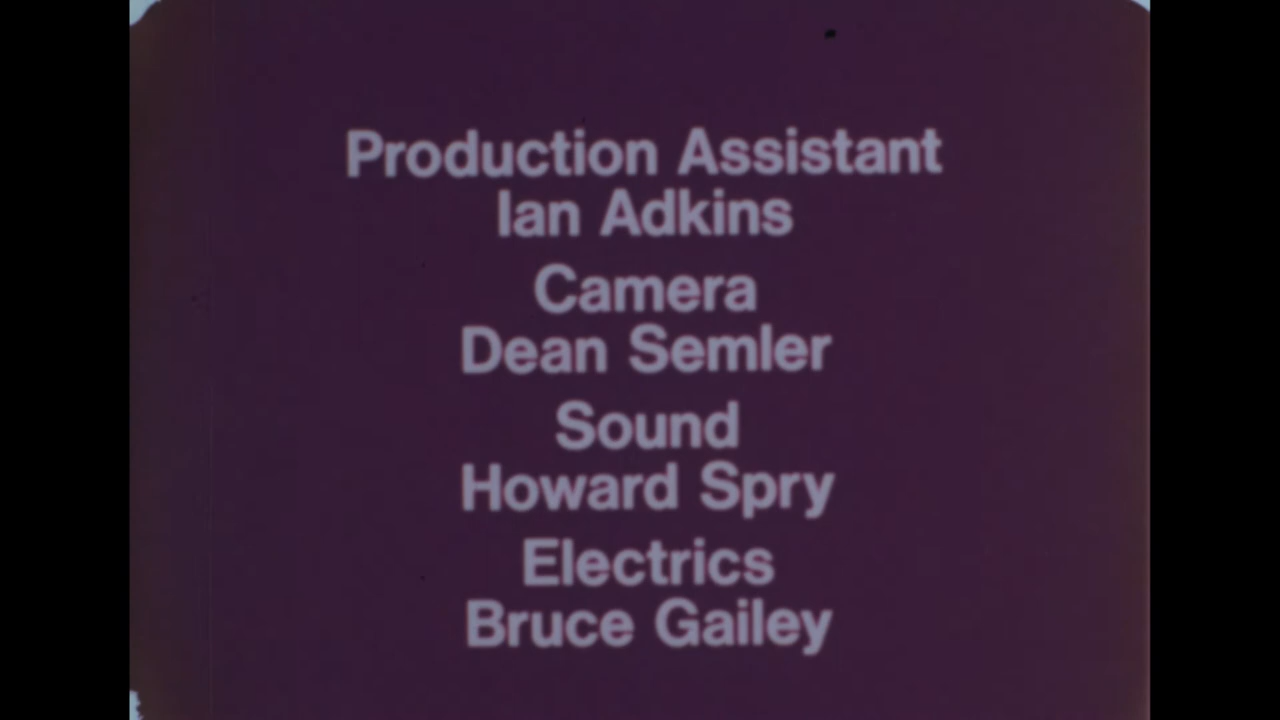 Production Assistant
Ian Adkins
Camera
Dean Semler
Sound
Howard Spry
Electrics
Bruce Gailey